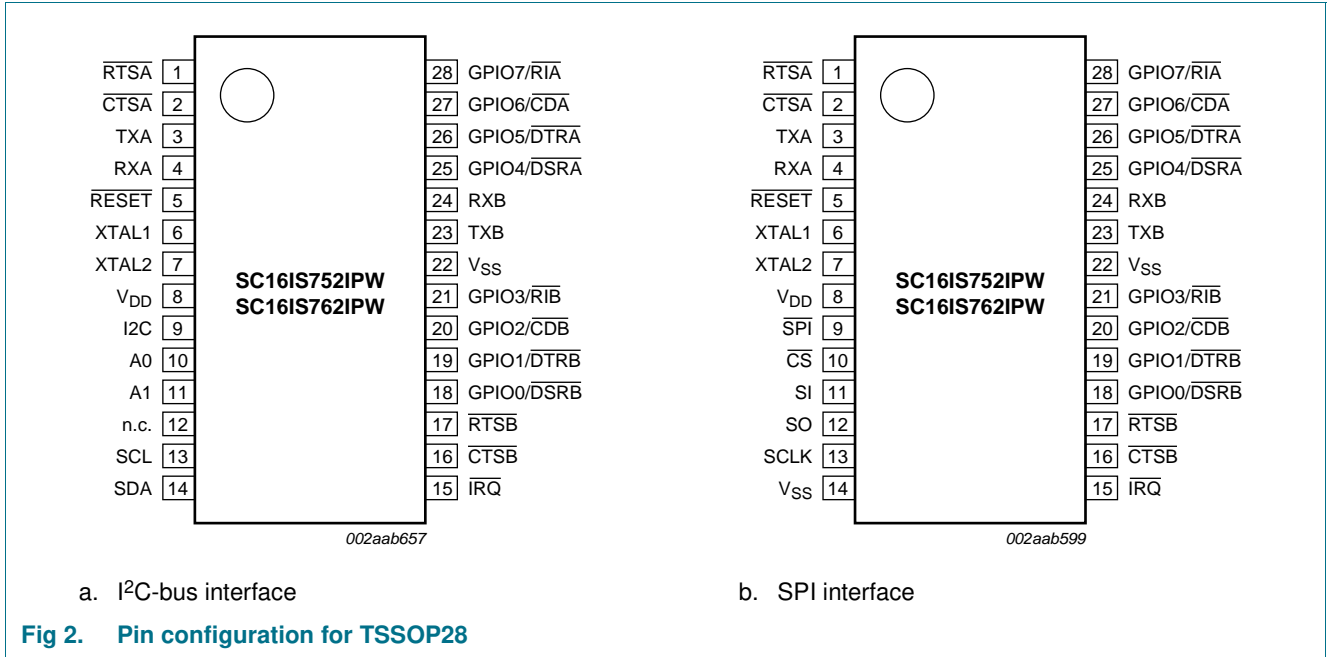 RTSA 1
CTSA 2
TXA 3
RXA 4
RESET 5
XTAL1 6
XTAL2 7
VDD 8
I2C 9
A0 10
A1 11
n.c. 12
SCL 13
SDA 14
SC16IS752IPW
SC16IS762IPW
28 GPIO7/RIA
27 GPIO6/CDA
26 GPIO5/DTRA
25 GPIO4/DSRA
24 RXB
23 TXB
22 VSS
21 GPIO3/RIB
20 GPIO2/CDB
19 GPIO1/DTRB
18 GPIO0/DSRB
17 RTSB
16 CTSB
15 IRQ
002aab657
a. I2C-bus interface
RTSA 1
CTSA 2
TXA 3
RXA 4
RESET 5
XTAL1 6
XTAL2 7
VDD 8
SPI 9
CS 10
SI 11
SO 12
SCLK 13
VSS 14
SC16IS752IPW
SC16IS762IPW
28 GPIO7/RIA
27 GPIO6/CDA
26 GPIO5/DTRA
25 GPIO4/DSRA
24 RXB
23 TXB
22 VSS
21 GPIO3/RIB
20 GPIO2/CDB
19 GPIO1/DTRB
18 GPIO0/DSRB
17 RTSB
16 CTSB
15 IRQ
002aab599
b. SPI interface
Fig 2. Pin configuration for TSSOP28